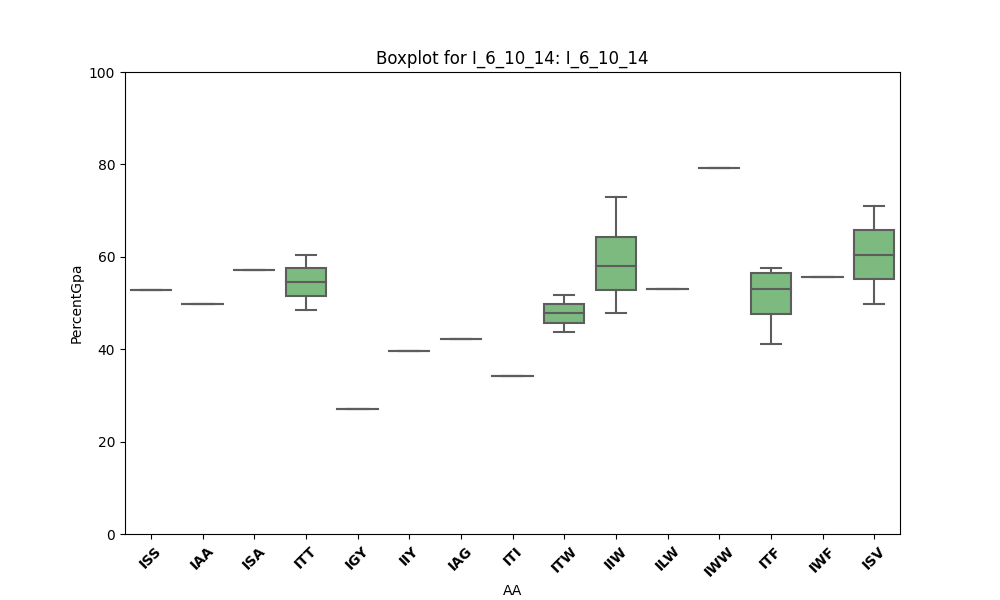 Boxplot for I_6_10_14: I_6_10_14
PercentGpa
100
80
60
40
20
0
ISS IAA ISA ITT IGY IIY IAG ITI ITW IIW ILW IWW ITF IWF ISV
AA